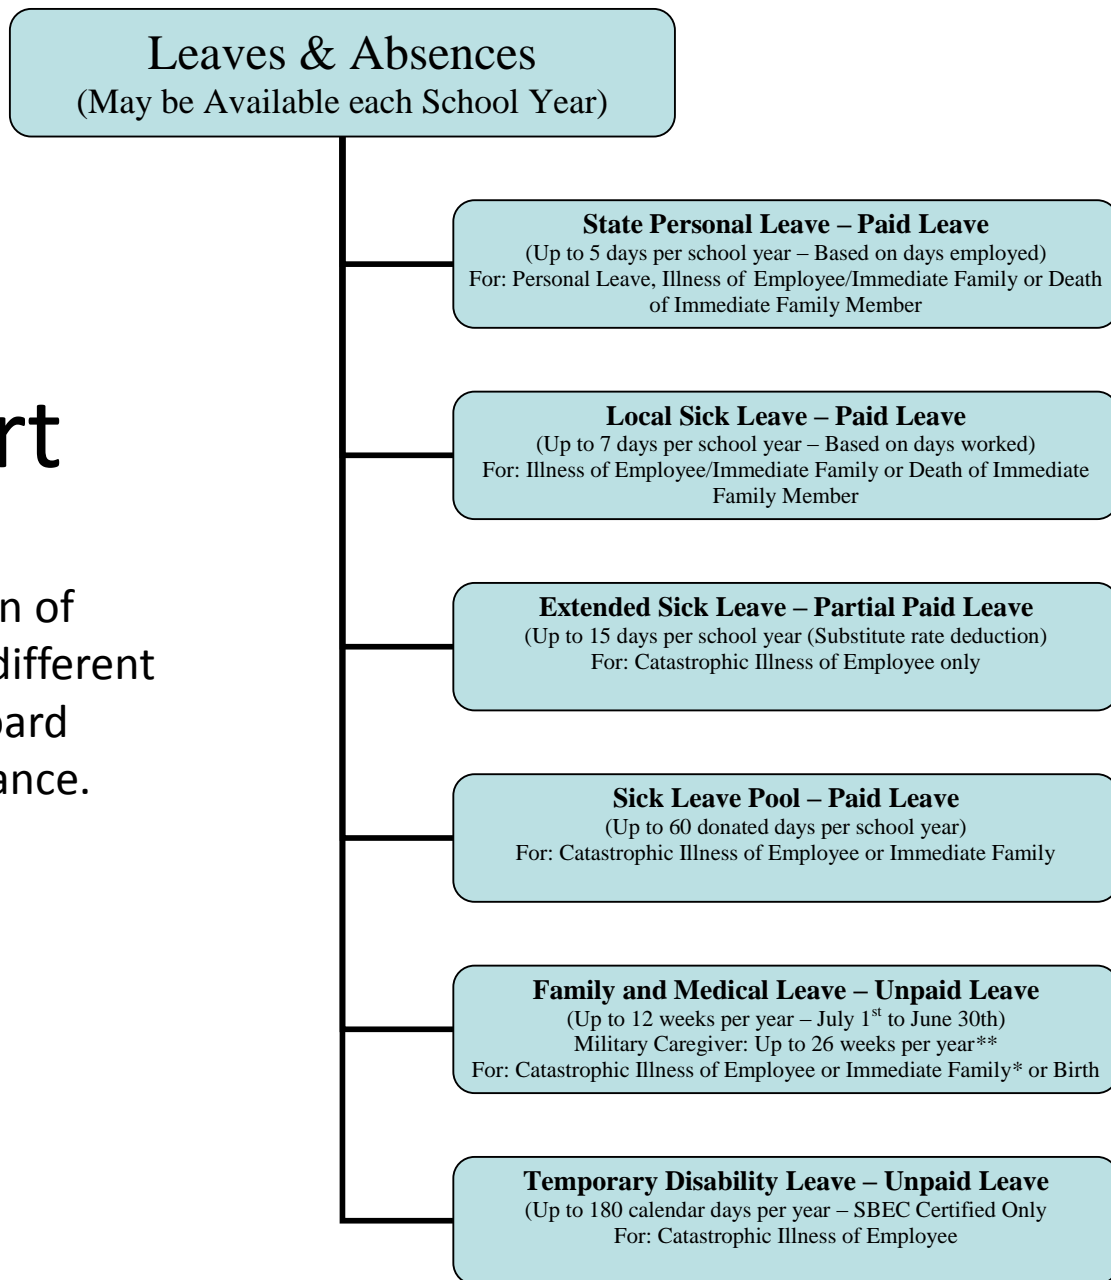 Leaves & Absences
(May be Available each School Year)
State Personal Leave – Paid Leave
(Up to 5 days per school year – Based on days employed)
For: Personal Leave, Illness of Employee/Immediate Family or Death
of Immediate Family Member
rt
Local Sick Leave – Paid Leave
(Up to 7 days per school year – Based on days worked)
For: Illness of Employee/Immediate Family or Death of Immediate
Family Member
n of
different
oard
ance.
Extended Sick Leave – Partial Paid Leave
(Up to 15 days per school year (Substitute rate deduction)
For: Catastrophic Illness of Employee only
Sick Leave Pool – Paid Leave
(Up to 60 donated days per school year)
For: Catastrophic Illness of Employee or Immediate Family
Family and Medical Leave – Unpaid Leave
(Up to 12 weeks per year – July 1st to June 30th)
Military Caregiver: Up to 26 weeks per year**
For: Catastrophic Illness of Employee or Immediate Family* or Birth
Temporary Disability Leave – Unpaid Leave
(Up to 180 calendar days per year – SBEC Certified Only
For: Catastrophic Illness of Employee